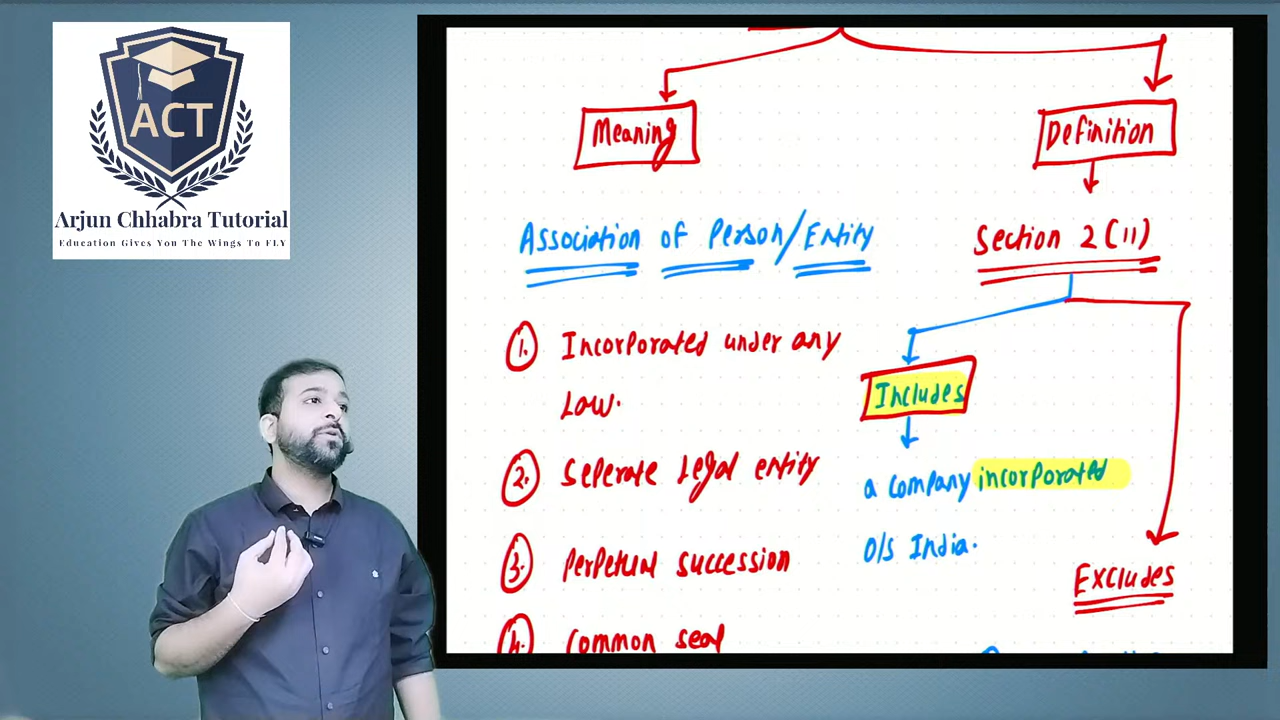 ACT
Arjun Chhabra Tutorial
Education Gives You The Wings To FLY
Meaning
Definition
Association of Person/Entity
Section 2(11)
1. Incorporated under any
Law.
Includes
2. Seperate Legal entity
a company incorporated
O/s India.
3. Perpetual succession
Excludes
4. Common seal